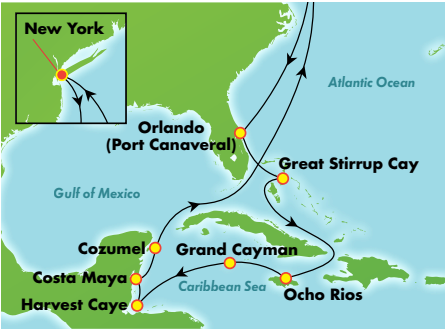 New York
Atlantic Ocean
Orlando
(Port Canaveral)
Great Stirrup Cay
Gulf of Mexico
Cozumel
Grand Cayman
Costa Maya
Caribbean Sea
Ocho Rios
Harvest Caye